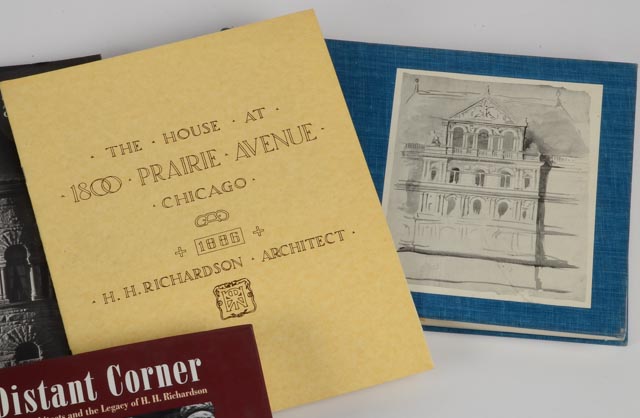 · THE · HOUSE · AT ·
· 1800 · PRAIRIE · AVENUE ·
· CHICAGO ·
+ 1886 +
· H. H. RICHARDSON · ARCHITECT ·
Distant Corner
and the Legacy of H. H. Richardson